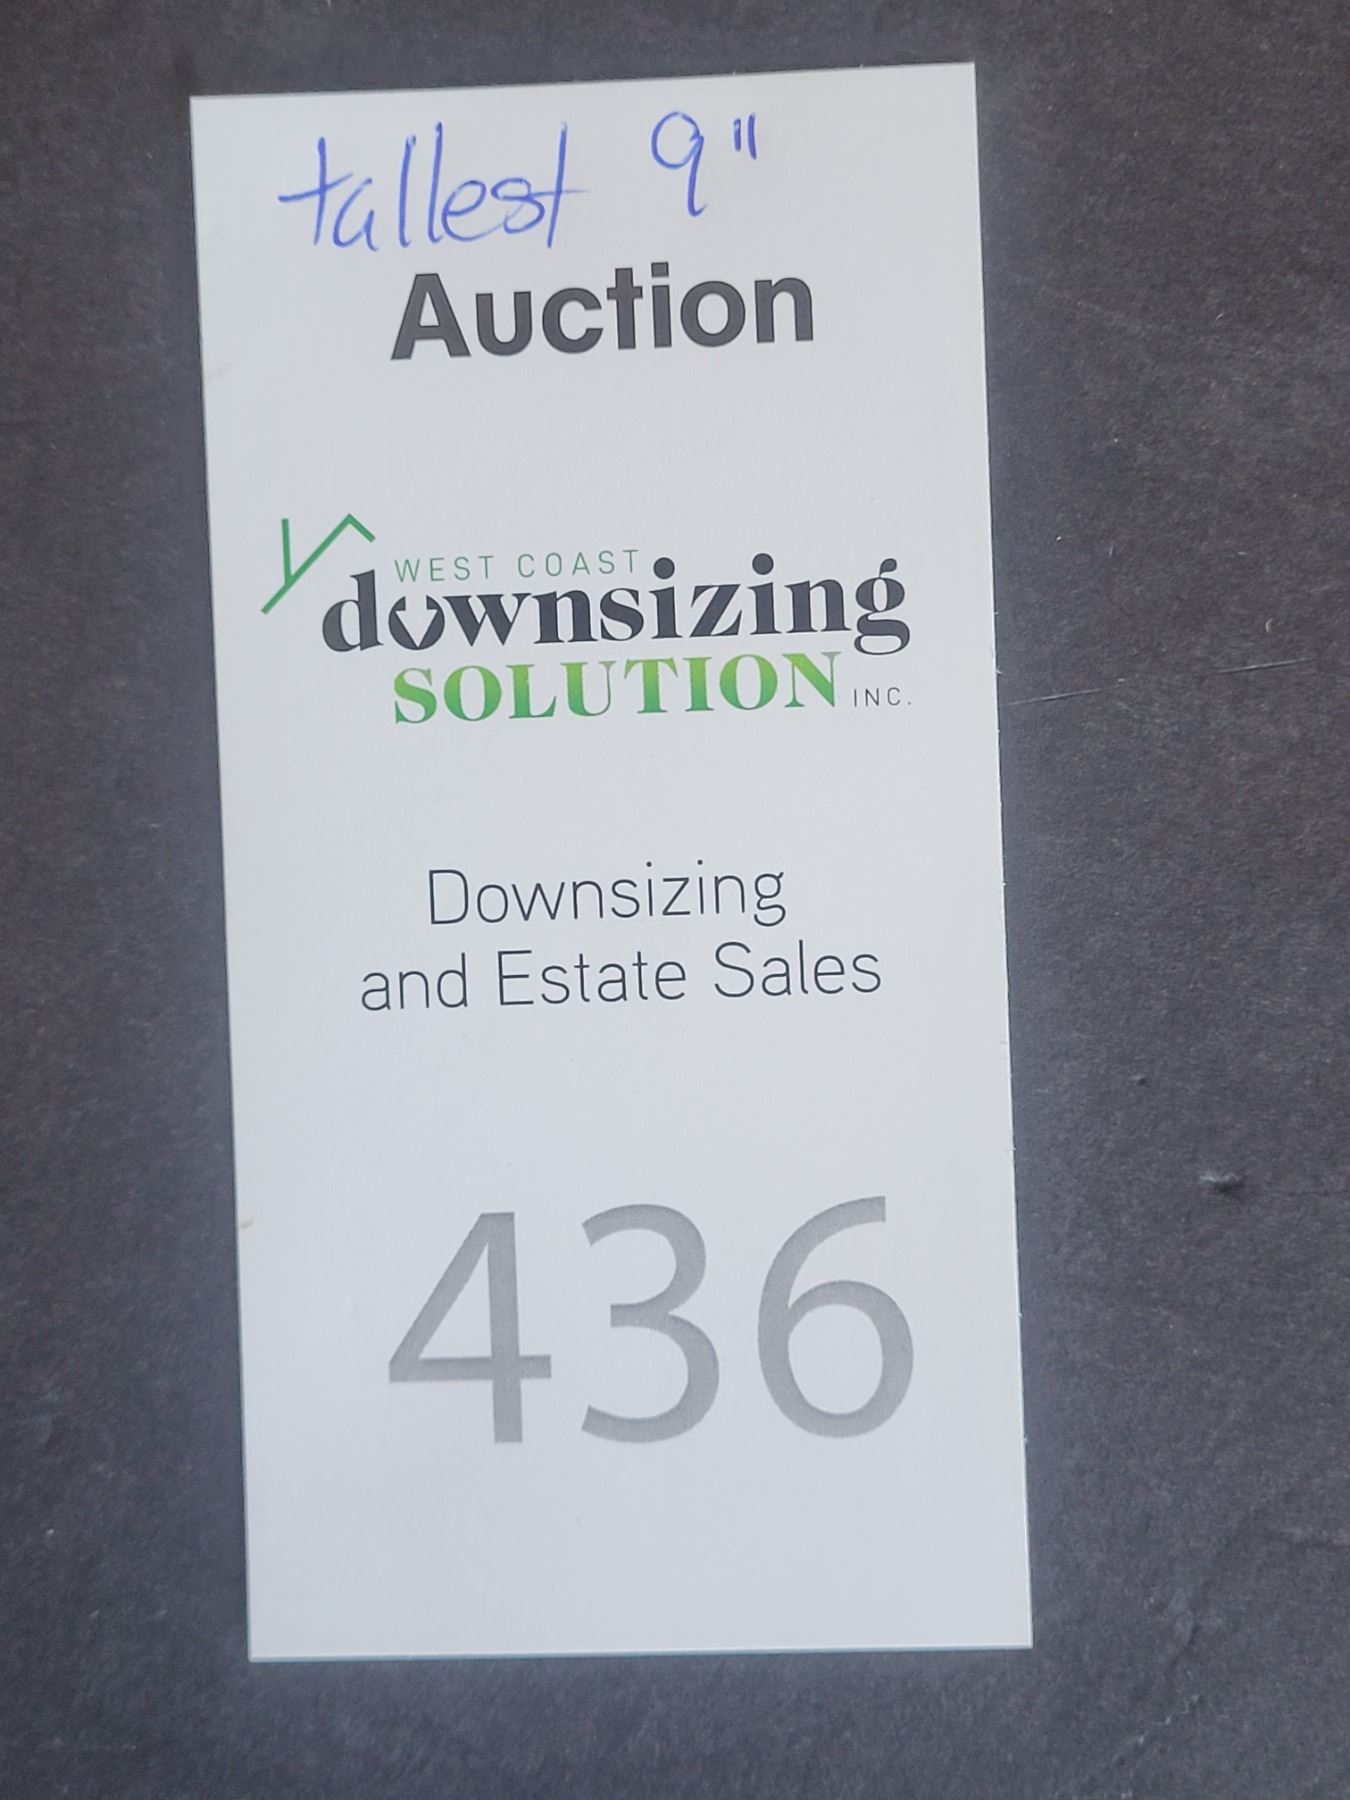 tallest 9"
Auction
WEST COAST
downsizing
SOLUTION INC.
Downsizing
and Estate Sales
436